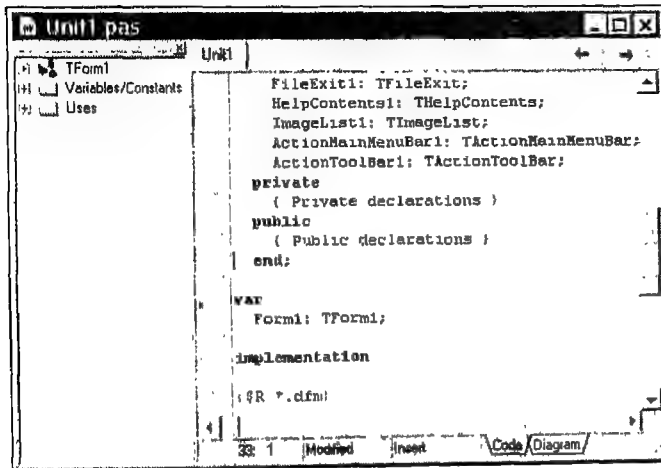 Unit1 pas
Unit1
TForm1
Variables/Constants
Uses
FileExit1: TFileExit;
HelpContents1: THelpContents;
ImageList1: TImageList;
ActionMainMenuBar1: TActionMainMenuBar;
ActionToolBar1: TActionToolBar;
private
{ Private declarations }
public
{ Public declarations }
end;
var
Form1: TForm1;
implementation
{$R *.dfm}
33: 1 Modified Insert Code Diagram